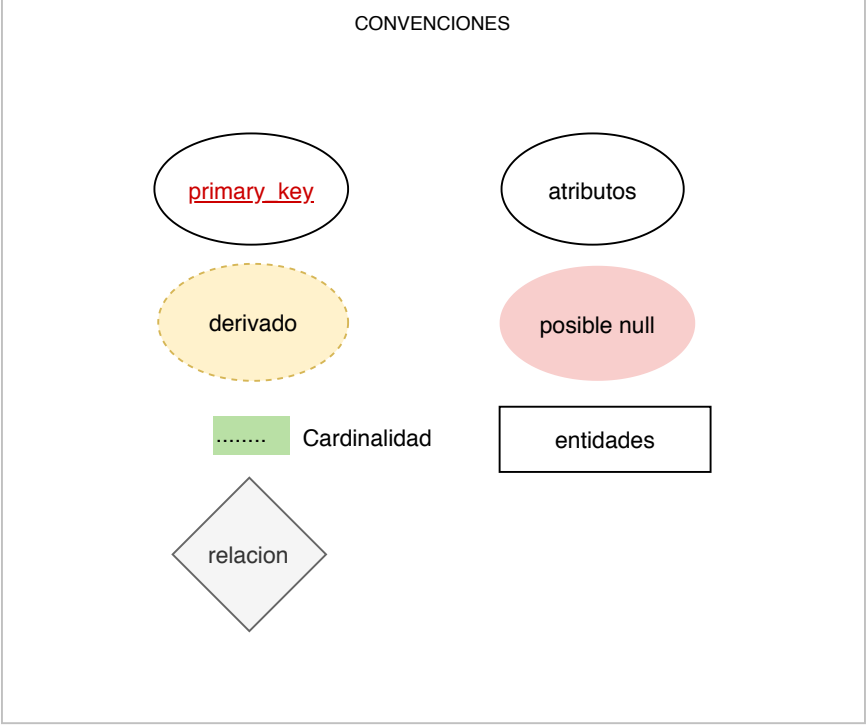 CONVENCIONES
primary_key
atributos
derivado
posible null
........
Cardinalidad
entidades
relacion